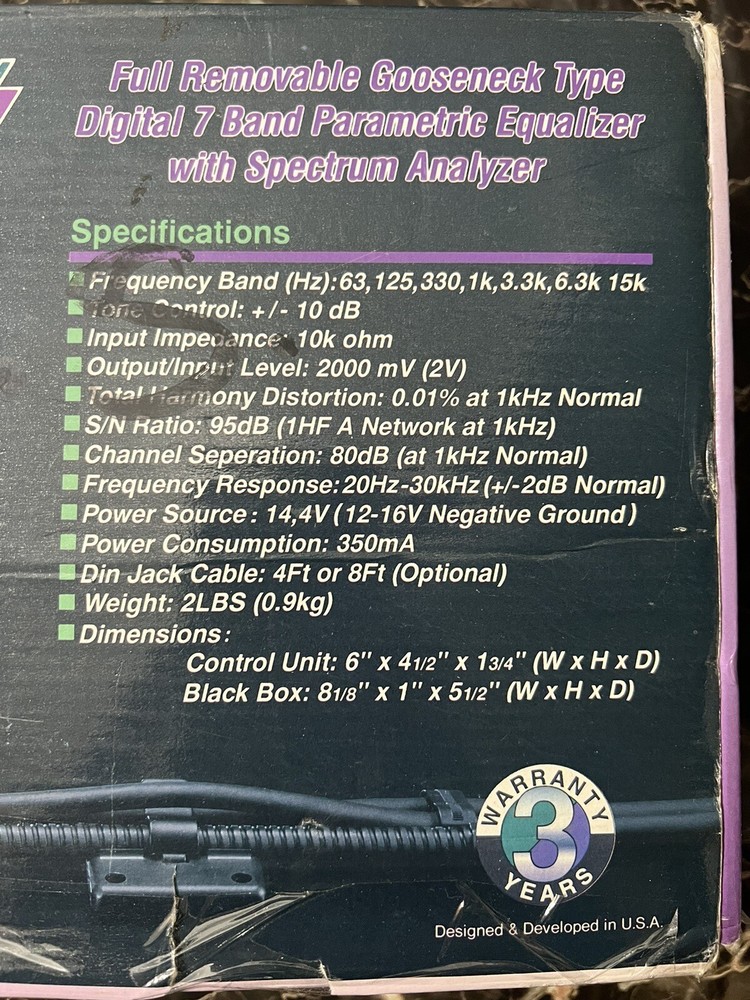 Full Removable Gooseneck Type
Digital 7 Band Parametric Equalizer
with Spectrum Analyzer
Specifications
Frequency Band (Hz):63,125,330,1k,3.3k,6.3k 15k
Tone Control: +/- 10 dB
Input Impedance: 10k ohm
Output/Input Level: 2000 mV (2V)
Total Harmony Distortion: 0.01% at 1kHz Normal
S/N Ratio: 95dB (1HF A Network at 1kHz)
Channel Seperation: 80dB (at 1kHz Normal)
Frequency Response:20Hz-30kHz (+/-2dB Normal)
Power Source : 14,4V (12-16V Negative Ground)
Power Consumption: 350mA
Din Jack Cable: 4Ft or 8Ft (Optional)
Weight: 2LBS (0.9kg)
Dimensions:
Control Unit: 6" x 41/2" x 13/4" (W x H x D)
Black Box: 81/8" x 1" x 51/2" (W x H x D)
WARRANTY
3
YEARS
Designed & Developed in U.S.A.